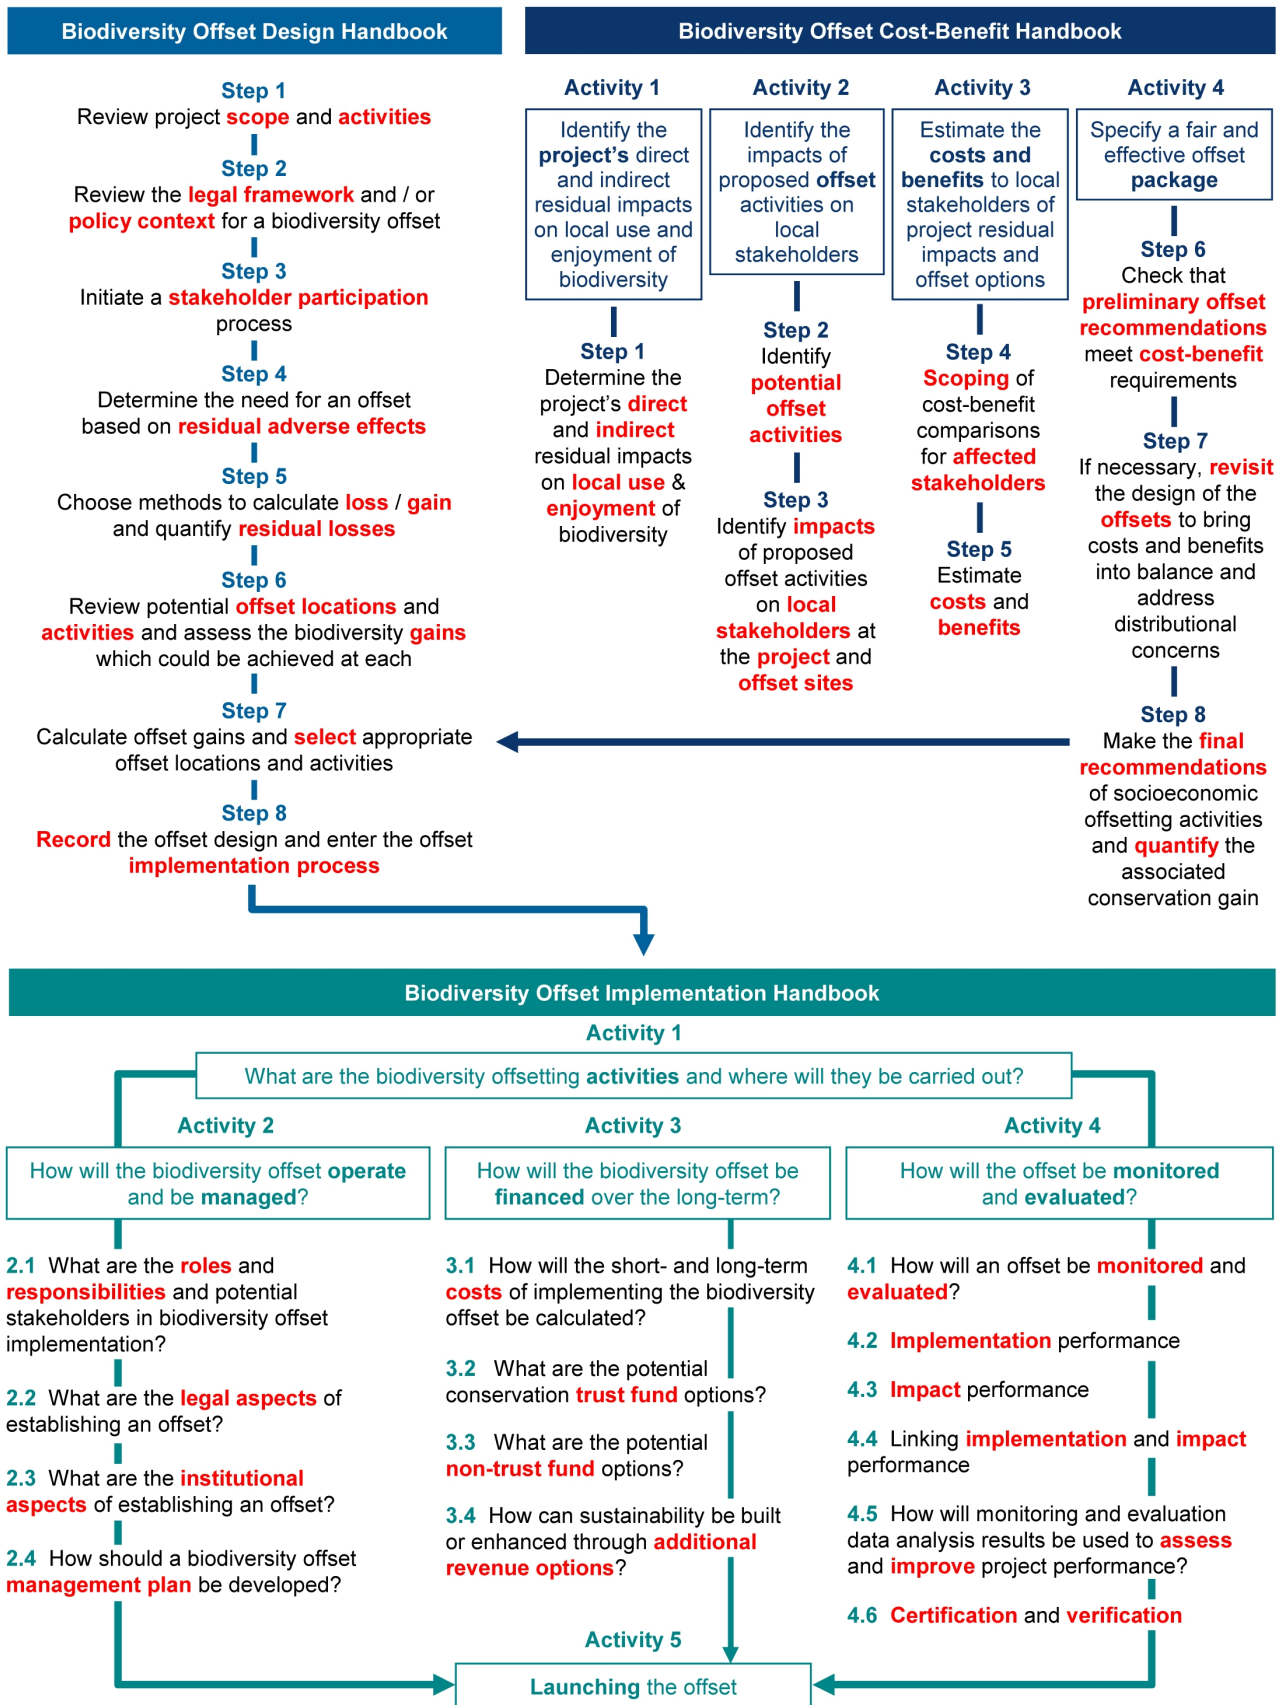 Biodiversity Offset Design Handbook
Step 1
Review project scope and activities
Step 2
Review the legal framework and / or
policy context for a biodiversity offset
Step 3
Initiate a stakeholder participation
process
Step 4
Determine the need for an offset
based on residual adverse effects
Step 5
Choose methods to calculate loss / gain
and quantify residual losses
Step 6
Review potential offset locations and
activities and assess the biodiversity gains
which could be achieved at each
Step 7
Calculate offset gains and select appropriate
offset locations and activities
Step 8
Record the offset design and enter the offset
implementation process
Biodiversity Offset Cost-Benefit Handbook
Activity 1
Identify the
project’s direct
and indirect
residual impacts
on local use and
enjoyment of
biodiversity
Step 1
Determine the
project’s direct
and indirect
residual impacts
on local use &
enjoyment of
biodiversity
Activity 2
Identify the
impacts of
proposed offset
activities on
local
stakeholders
Step 2
Identify
potential
offset
activities
Step 3
Identify impacts
of proposed
offset activities
on local
stakeholders at
the project and
offset sites
Activity 3
Estimate the
costs and
benefits to local
stakeholders of
project residual
impacts and
offset options
Step 4
Scoping of
cost-benefit
comparisons
for affected
stakeholders
Step 5
Estimate
costs and
benefits
Activity 4
Specify a fair and
effective offset
package
Step 6
Check that
preliminary offset
recommendations
meet cost-benefit
requirements
Step 7
If necessary, revisit
the design of the
offsets to bring
costs and benefits
into balance and
address
distributional
concerns
Step 8
Make the final
recommendations
of socioeconomic
offsetting activities
and quantify the
associated
conservation gain
Biodiversity Offset Implementation Handbook
Activity 1
What are the biodiversity offsetting activities and where will they be carried out?
Activity 2
How will the biodiversity offset operate
and be managed?
2.1 What are the roles and
responsibilities and potential
stakeholders in biodiversity offset
implementation?
2.2 What are the legal aspects of
establishing an offset?
2.3 What are the institutional
aspects of establishing an offset?
2.4 How should a biodiversity offset
management plan be developed?
Activity 3
How will the biodiversity offset be
financed over the long-term?
3.1 How will the short- and long-term
costs of implementing the biodiversity
offset be calculated?
3.2 What are the potential
conservation trust fund options?
3.3 What are the potential
non-trust fund options?
3.4 How can sustainability be built
or enhanced through additional
revenue options?
Activity 4
How will the offset be monitored
and evaluated?
4.1 How will an offset be monitored and
evaluated?
4.2 Implementation performance
4.3 Impact performance
4.4 Linking implementation and impact
performance
4.5 How will monitoring and evaluation
data analysis results be used to assess
and improve project performance?
4.6 Certification and verification
Activity 5
Launching the offset